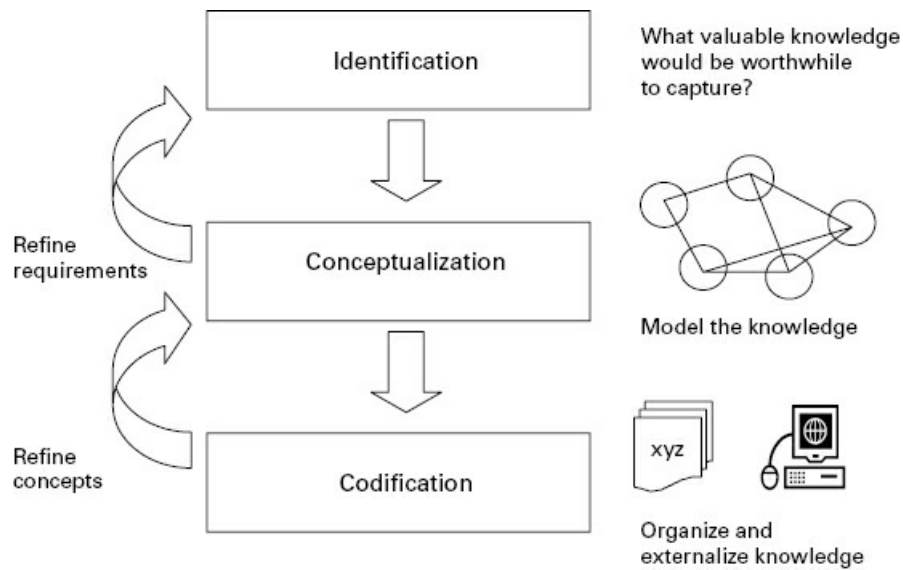 Identification
What valuable knowledge
would be worthwhile
to capture?
Refine
requirements
Conceptualization
Model the knowledge
Refine
concepts
Codification
xyz
Organize and
externalize knowledge